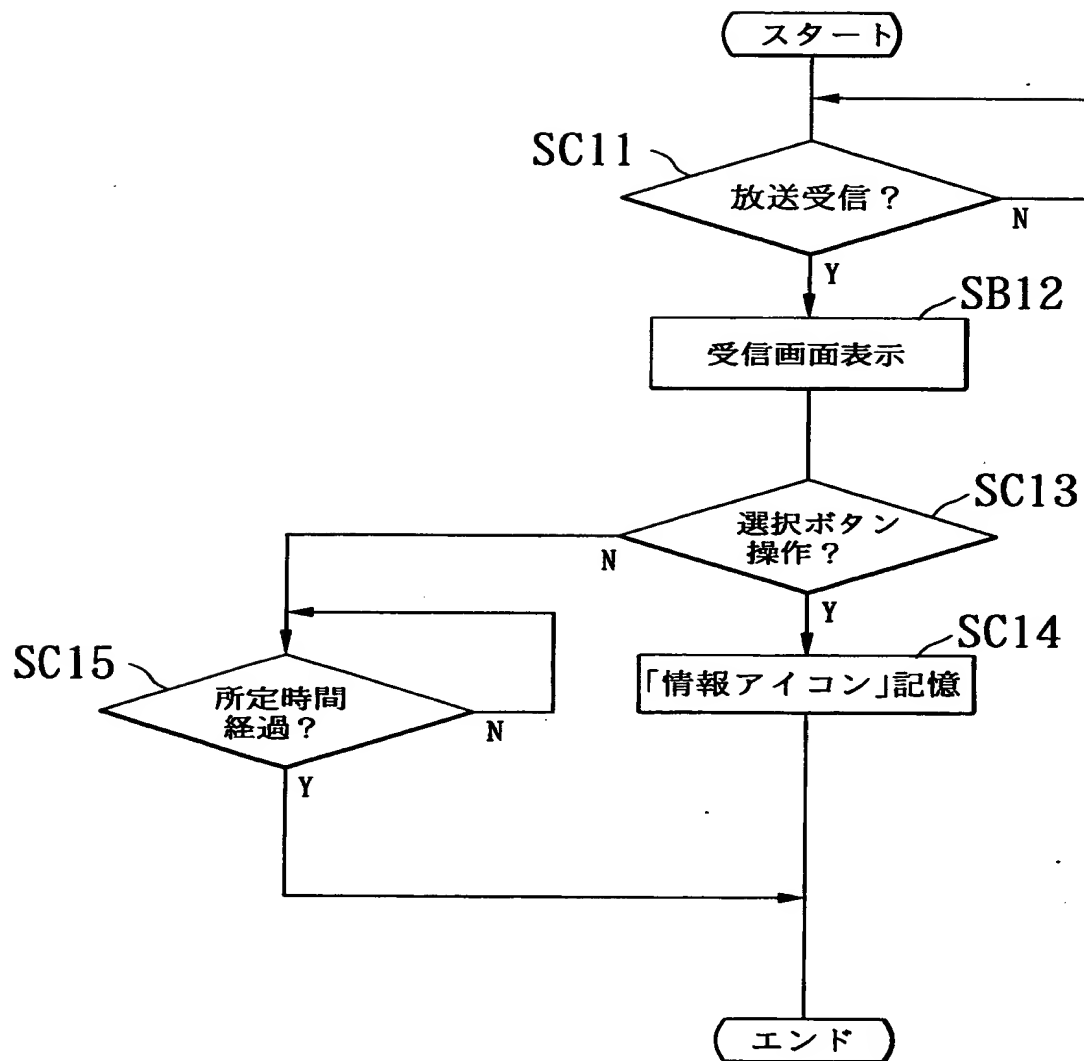 スタート
SC11
放送受信？
N
Y
SB12
受信画面表示
SC13
選択ボタン
操作？
N
Y
SC14
「情報アイコン」記憶
SC15
所定時間
経過？
N
Y
エンド